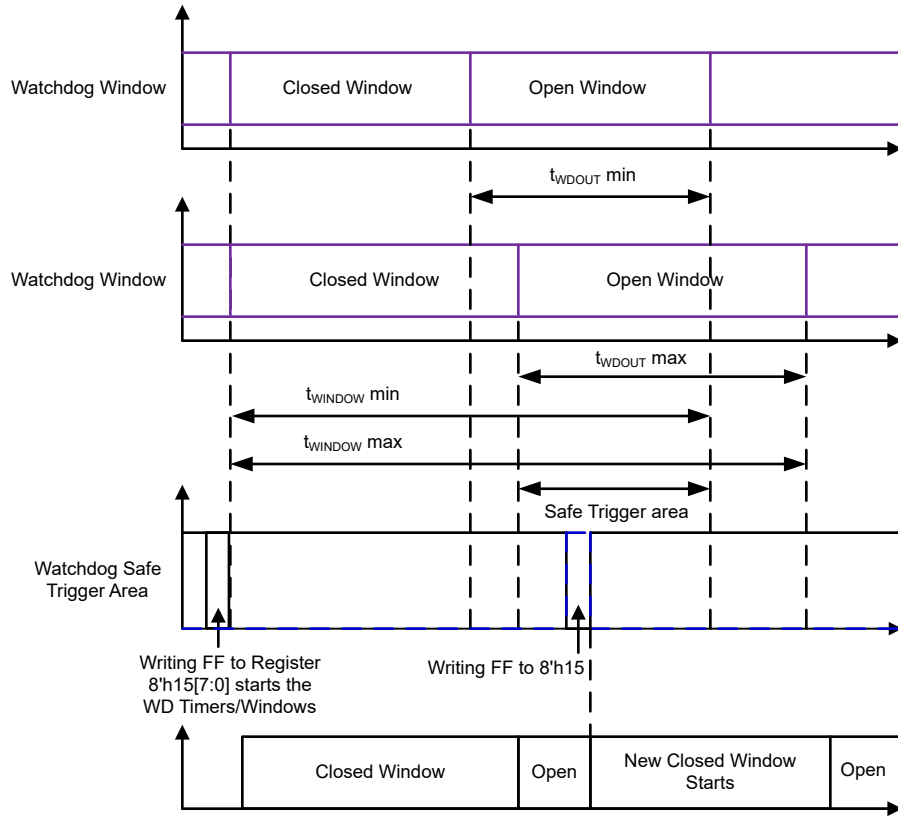 Watchdog Window
Closed Window
Open Window
tWDOUT min
Watchdog Window
Closed Window
Open Window
tWDOUT max
tWINDOW min
tWINDOW max
Safe Trigger area
Watchdog Safe
Trigger Area
Writing FF to Register
8'h15[7:0] starts the
WD Timers/Windows
Writing FF to 8'h15
Closed Window
Open
New Closed Window
Starts
Open